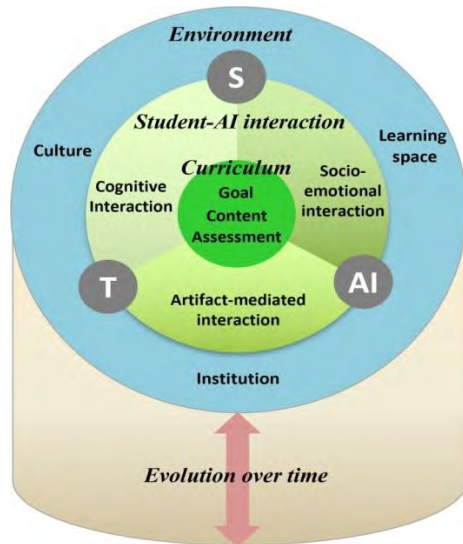 Environment
S
Student-AI interaction
Culture
Learning
space
Curriculum
Cognitive
Interaction
Goal
Content
Assessment
Socio-
emotional
interaction
T
AI
Artifact-mediated
interaction
Institution
Evolution over time